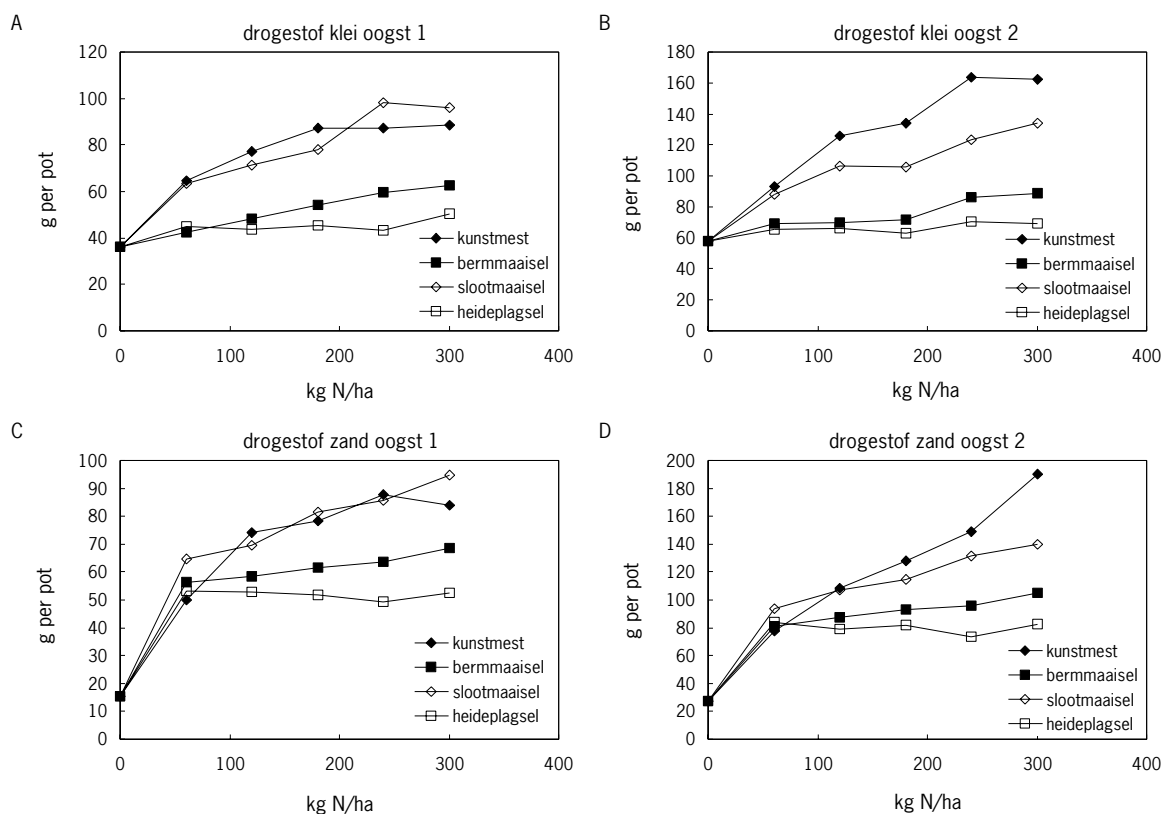 A
drogestof klei oogst 1
120
100
80
60
40
20
0
g per pot
0 100 200 300 400
kg N/ha
kunstmest
bermmaaisel
slootmaaisel
heideplagsel
B
drogestof klei oogst 2
180
160
140
120
100
80
60
40
20
0
g per pot
0 100 200 300 400
kg N/ha
kunstmest
bermmaaisel
slootmaaisel
heideplagsel
C
drogestof zand oogst 1
100
90
80
70
60
50
40
30
20
10
0
g per pot
0 100 200 300 400
kg N/ha
kunstmest
bermmaaisel
slootmaaisel
heideplagsel
D
drogestof zand oogst 2
200
180
160
140
120
100
80
60
40
20
0
g per pot
0 100 200 300 400
kg N/ha
kunstmest
bermmaaisel
slootmaaisel
heideplagsel